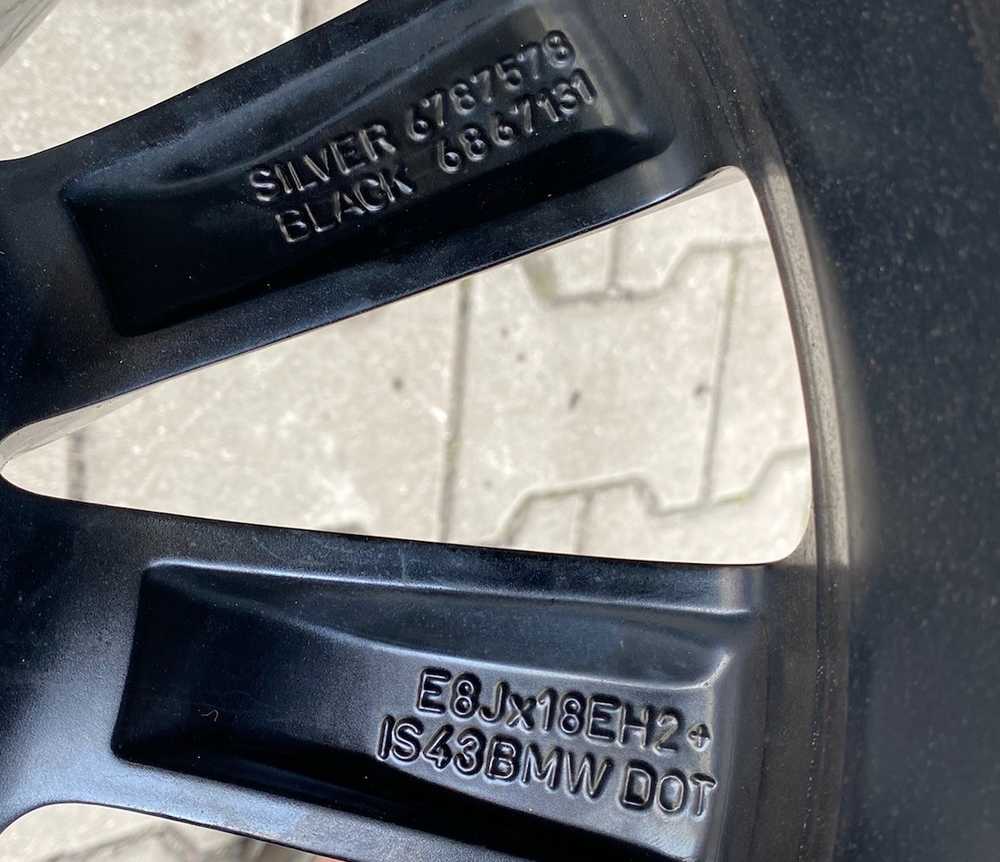 SILVER 6787578
BLACK 6867131
E8Jx18EH2+
IS43BMW DOT